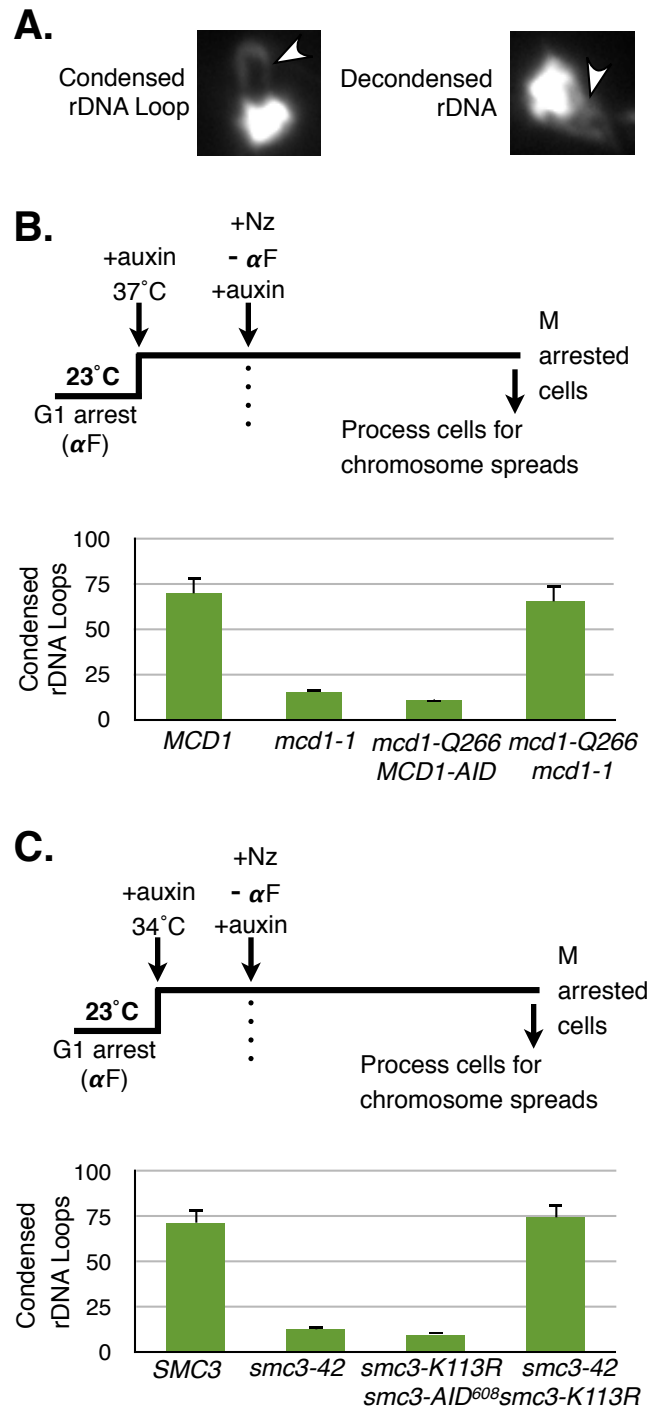 A.
Condensed
rDNA Loop
Decondensed
rDNA
B.
+auxin
37˚C
+Nz
- αF
+auxin
23˚C
G1 arrest
(αF)
M
arrested
cells
Process cells for
chromosome spreads
Condensed
rDNA Loops
100
75
50
25
0
MCD1
mcd1-1
mcd1-Q266
MCD1-AID
mcd1-Q266
mcd1-1
C.
+auxin
34˚C
+Nz
- αF
+auxin
23˚C
G1 arrest
(αF)
M
arrested
cells
Process cells for
chromosome spreads
Condensed
rDNA Loops
100
75
50
25
0
SMC3
smc3-42
smc3-K113R
smc3-AID⁶⁰⁸
smc3-42
smc3-K113R